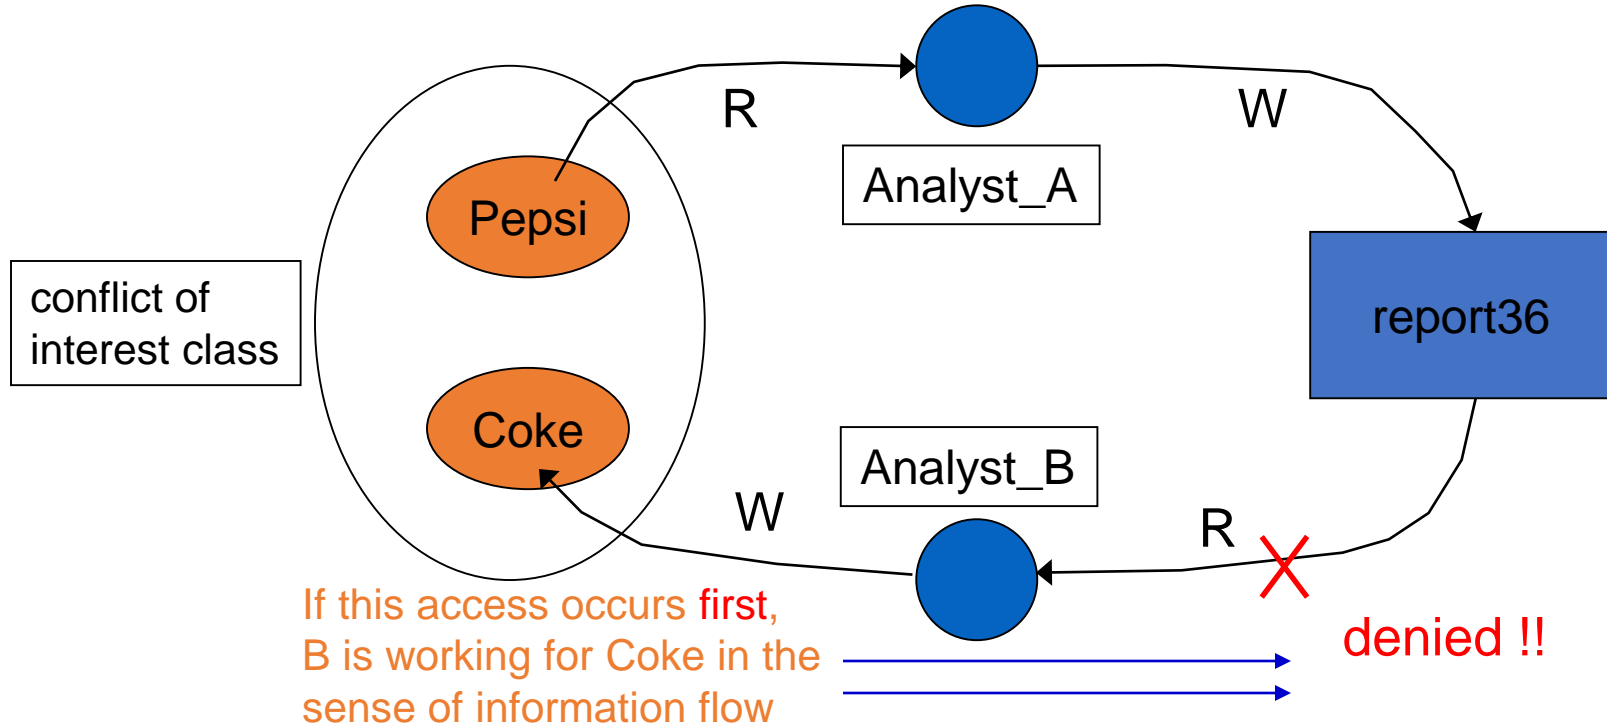 R
W
Analyst_A
Pepsi
conflict of
interest class
report36
Coke
Analyst_B
W
R
If this access occurs first,
B is working for Coke in the
sense of information flow
denied !!